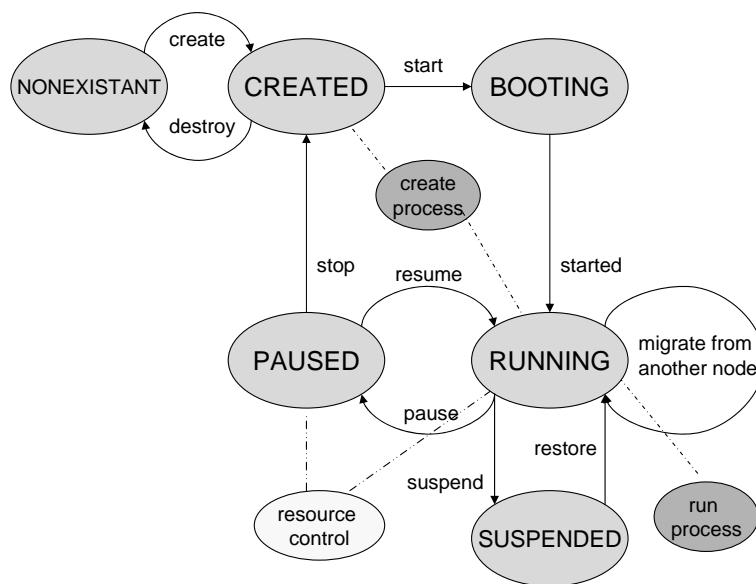 create
NONEXISTANT
CREATED
start
BOOTING
destroy
create
process
stop
resume
started
PAUSED
RUNNING
migrate from
another node
pause
restore
suspend
resource
control
SUSPENDED
run
process